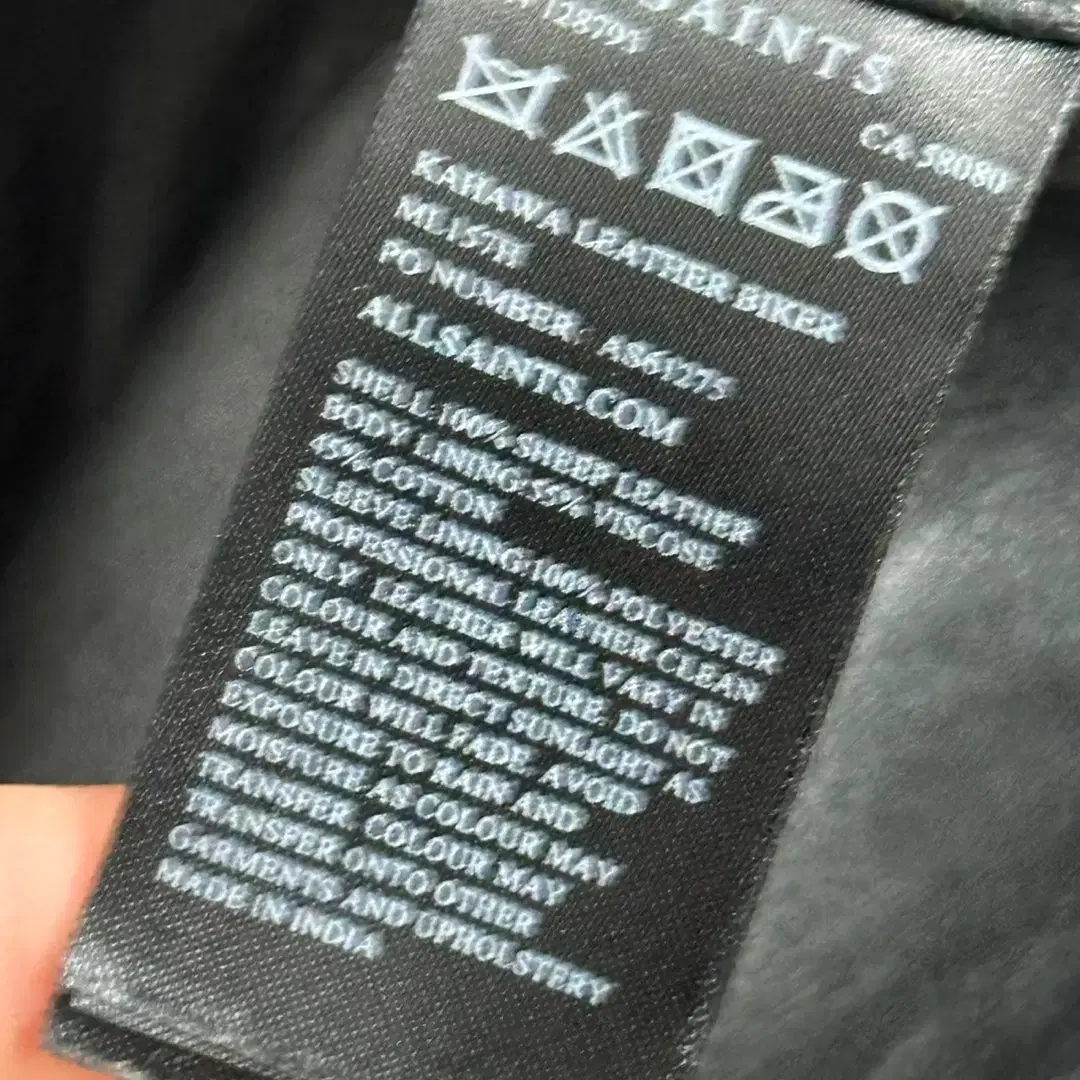 SAINTS
128795
CA 58080
KAHAWA LEATHER BIKER
ML157H
PO NUMBER:
ALLSAINTS.COM
SHELL: 100% SHEEP LEATHER
BODY LINING: 55% VISCOSE
45% COTTON
SLEEVE LINING: 100% POLYESTER
PROFESSIONAL LEATHER CLEAN
ONLY. LEATHER WILL VARY IN
COLOUR AND TEXTURE. DO NOT
LEAVE IN DIRECT SUNLIGHT AS
COLOUR WILL FADE. AVOID
EXPOSURE TO RAIN AND
MOISTURE, AS COLOUR MAY
TRANSFER. COLOUR MAY
TRANSFER ONTO OTHER
GARMENTS AND UPHOLSTERY
MADE IN INDIA